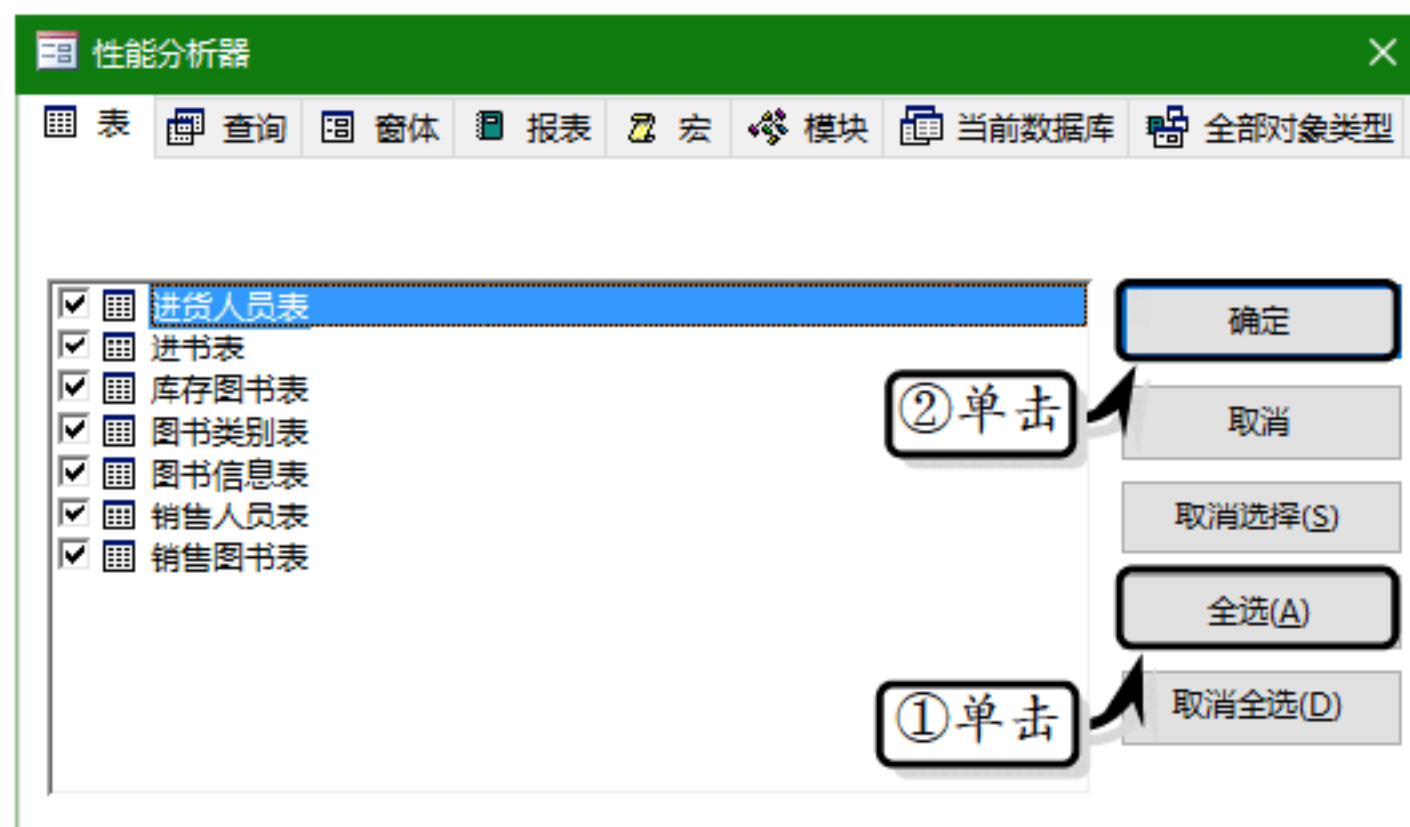 性能分析器
表 查询 窗体 报表 宏 模块 当前数据库 全部对象类型
进货人员表
进书表
库存图书表
图书类别表
图书信息表
销售人员表
销售图书表
确定
②单击
取消
取消选择(S)
全选(A)
①单击
取消全选(D)